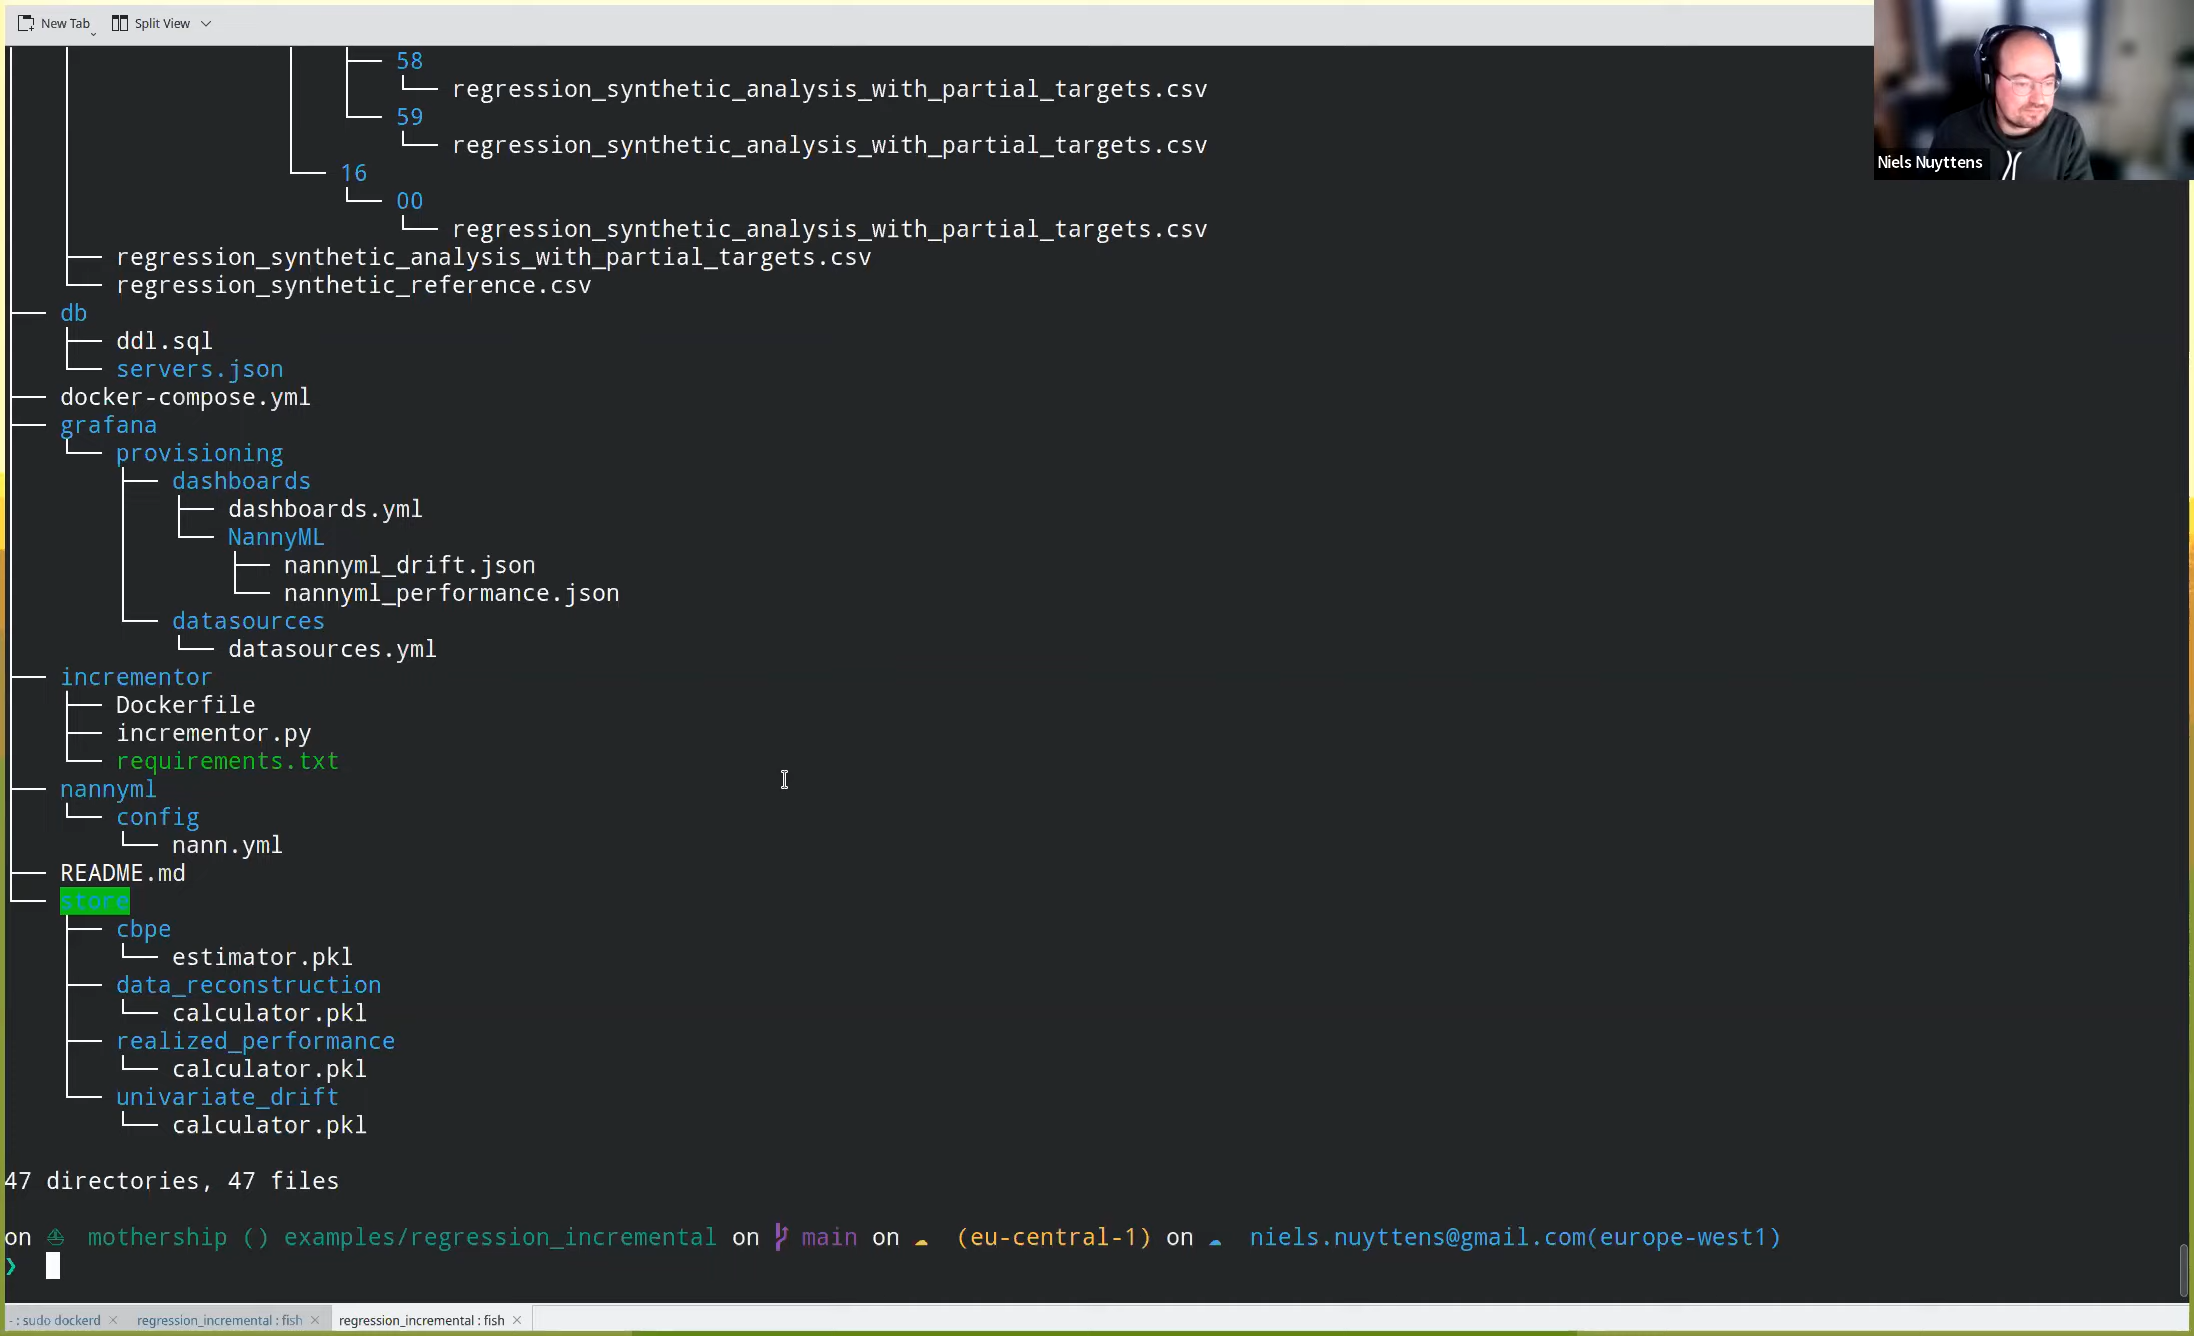 New Tab Split View
58
regression_synthetic_analysis_with_partial_targets.csv
59
regression_synthetic_analysis_with_partial_targets.csv
Niels Nuyttens
16
00
regression_synthetic_analysis_with_partial_targets.csv
regression_synthetic_analysis_with_partial_targets.csv
regression_synthetic_reference.csv
db
ddl.sql
servers.json
docker-compose.yml
grafana
provisioning
dashboards
dashboards.yml
NannyML
nannyml_drift.json
nannyml_performance.json
datasources
datasources.yml
incrementor
Dockerfile
incrementor.py
requirements.txt
nannyml
config
nann.yml
README.md
store
cbpe
estimator.pkl
data_reconstruction
calculator.pkl
realized_performance
calculator.pkl
univariate_drift
calculator.pkl
47 directories, 47 files
on mothership () examples/regression_incremental on main on (eu-central-1) on niels.nuyttens@gmail.com(europe-west1)
❯
- : sudo dockerd regression_incremental : fish regression_incremental : fish